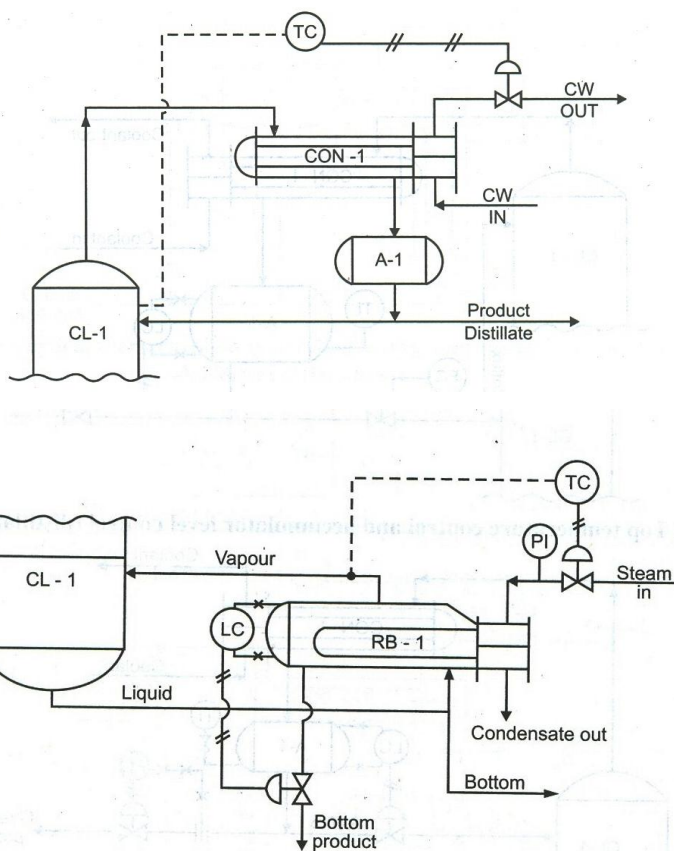 TC
CW
OUT
CON -1
CW
IN
A-1
CL-1
Product
Distillate
TC
PI
Steam
in
Vapour
CL - 1
LC
RB - 1
Liquid
Condensate out
Bottom
Bottom
product